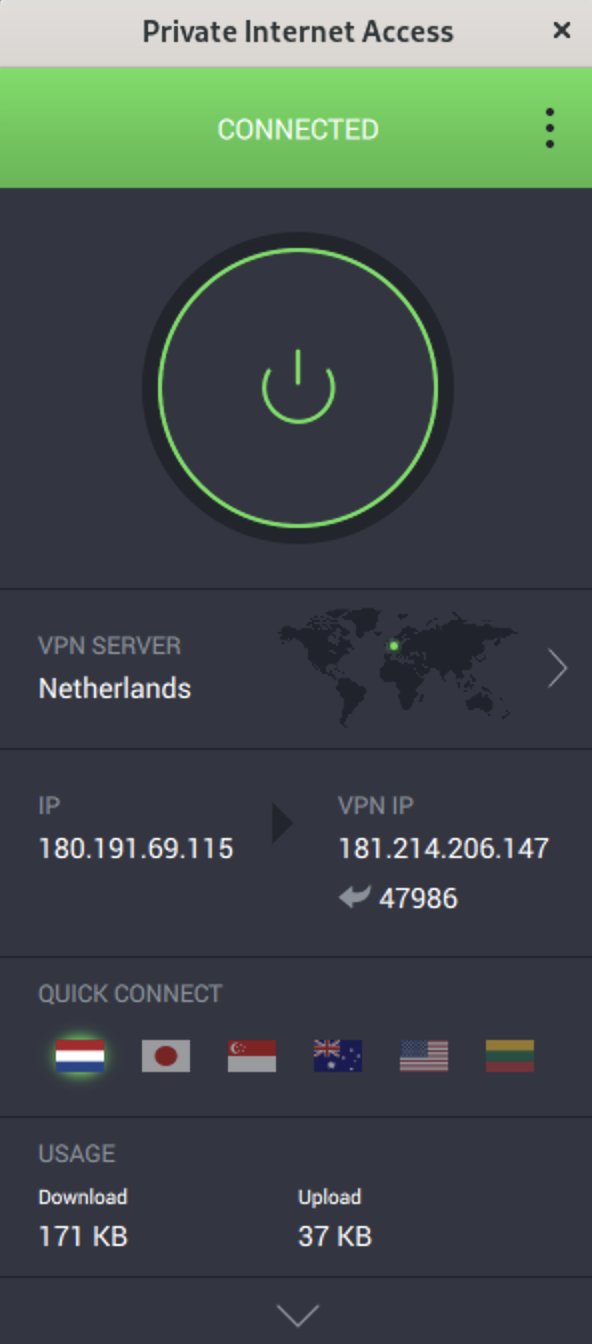 Private Internet Access ×
CONNECTED
VPN SERVER
Netherlands
IP
180.191.69.115
VPN IP
181.214.206.147
47986
QUICK CONNECT
USAGE
Download Upload
171 KB 37 KB